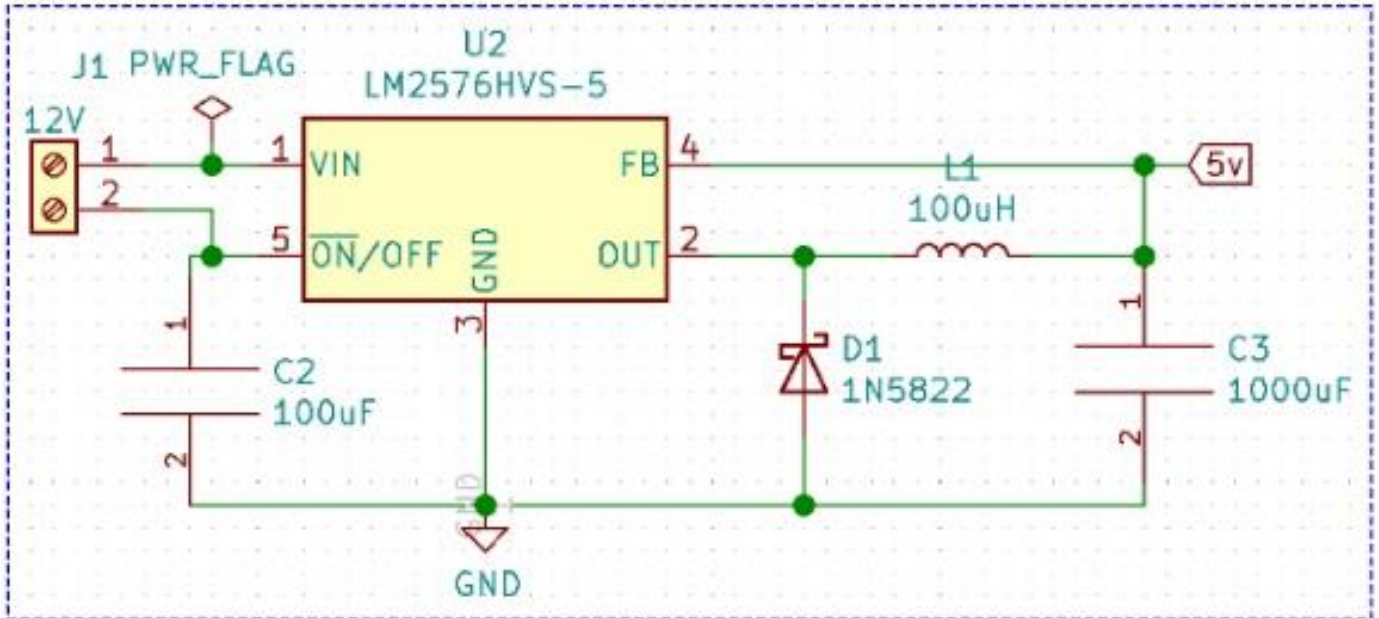 J1 PWR_FLAG
U2
LM2576HVS-5
12V
1
2
1 VIN
5 ON/OFF
GND
3
FB 4
OUT 2
L1
100uH
5v
1
C2
100uF
2
D1
1N5822
1
C3
1000uF
2
GND